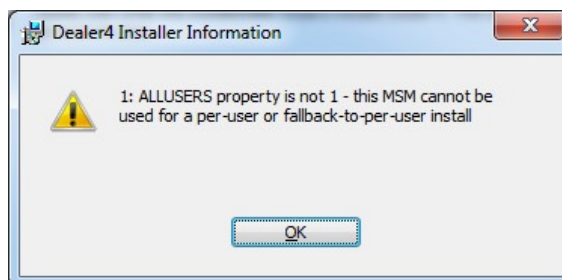 Dealer4 Installer Information
1: ALLUSERS property is not 1 - this MSM cannot be
used for a per-user or fallback-to-per-user install
OK